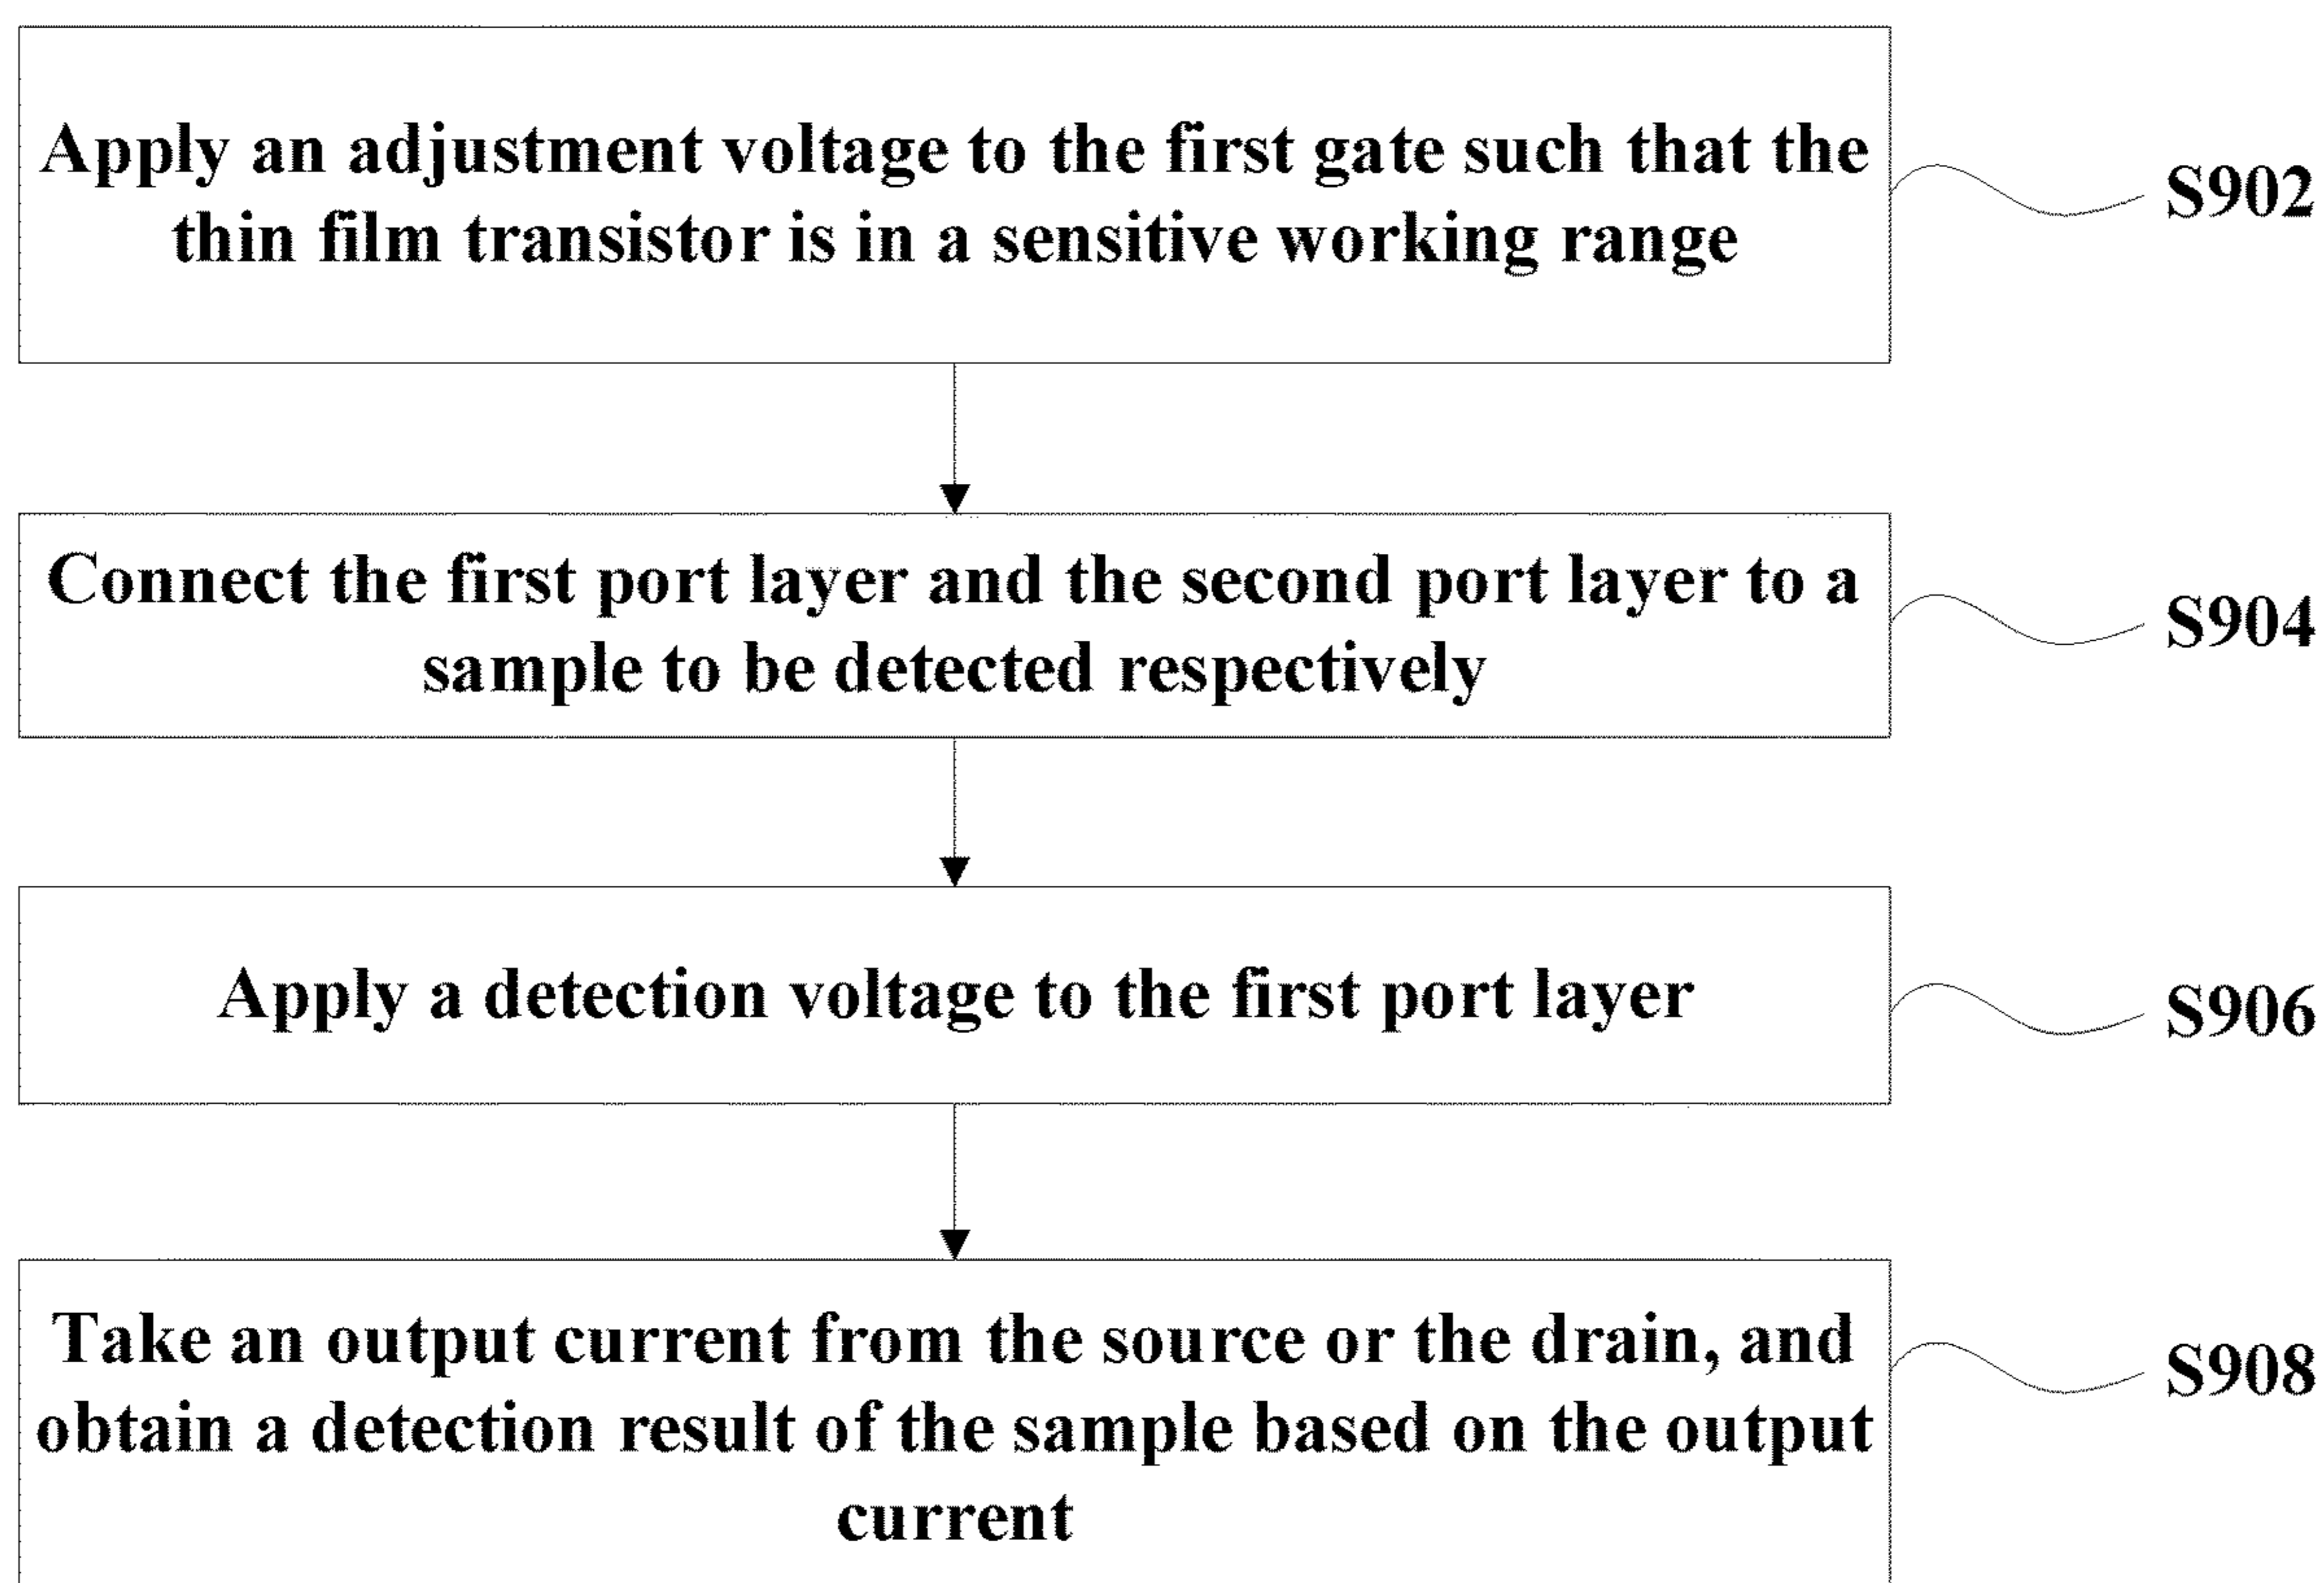 Apply an adjustment voltage to the first gate such that the
thin film transistor is in a sensitive working range
S902
Connect the first port layer and the second port layer to a
sample to be detected respectively
S904
Apply a detection voltage to the first port layer
S906
Take an output current from the source or the drain, and
obtain a detection result of the sample based on the output
current
S908